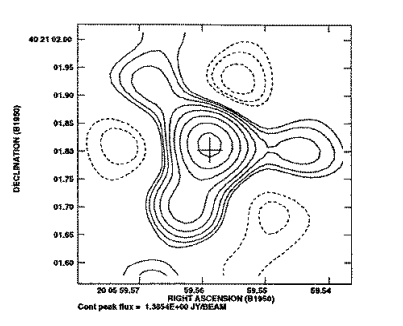 40 21 02.00
01.95
01.90
01.85
01.80
01.75
01.70
01.65
01.60
DECLINATION (B1950)
20 05 59.57
59.56
59.55
59.54
RIGHT ASCENSION (B1950)
Cont peak flux = 1.3854E+00 JY/BEAM